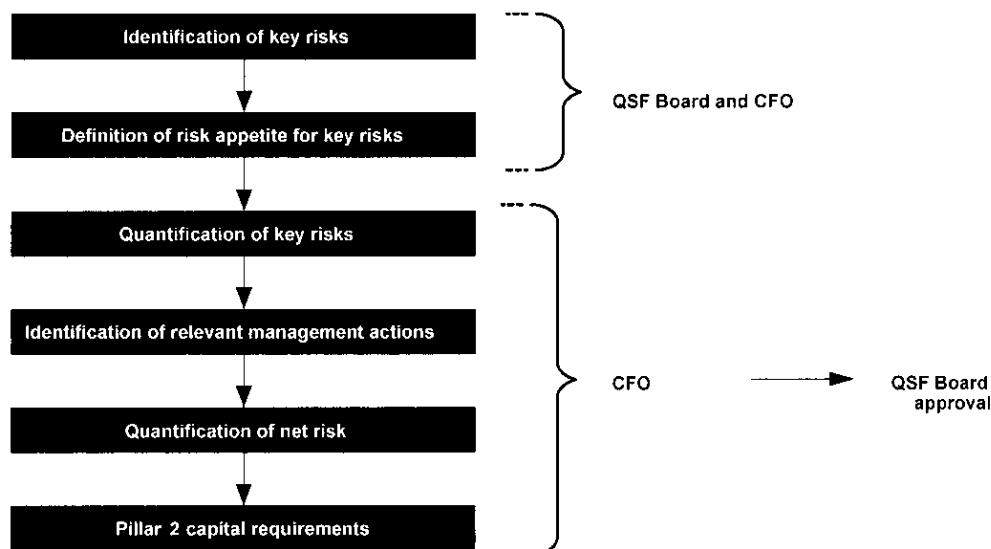 Identification of key risks
QSF Board and CFO
Definition of risk appetite for key risks
Quantification of key risks
Identification of relevant management actions
CFO
QSF Board
approval
Quantification of net risk
Pillar 2 capital requirements